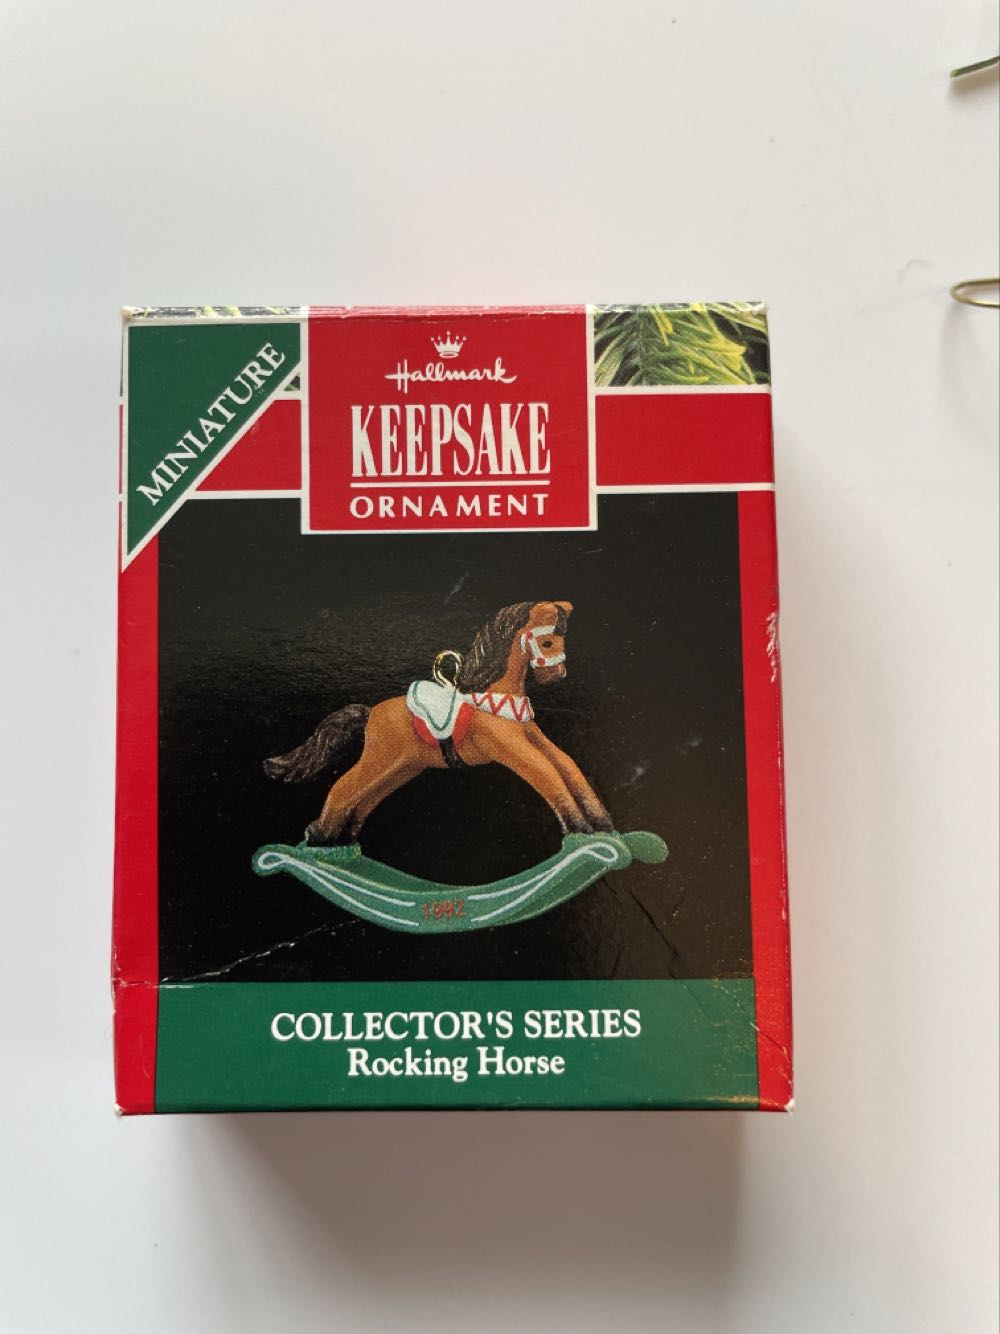 MINIATURE
Hallmark
KEEPSAKE
ORNAMENT
1992
COLLECTOR'S SERIES
Rocking Horse